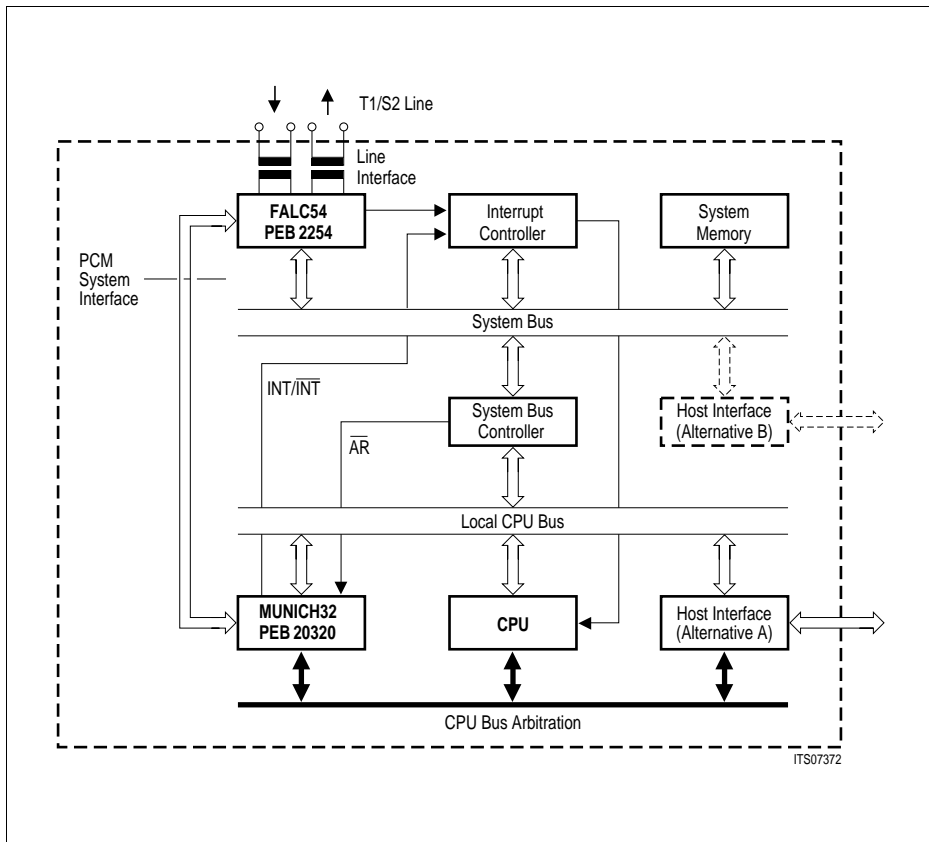 T1/S2 Line
Line
Interface
FALC54
PEB 2254
Interrupt
Controller
System
Memory
PCM
System
Interface
System Bus
INT/I̅N̅T̅
A̅R̅
System Bus
Controller
Host Interface
(Alternative B)
Local CPU Bus
MUNICH32
PEB 20320
CPU
Host Interface
(Alternative A)
CPU Bus Arbitration
ITS07372